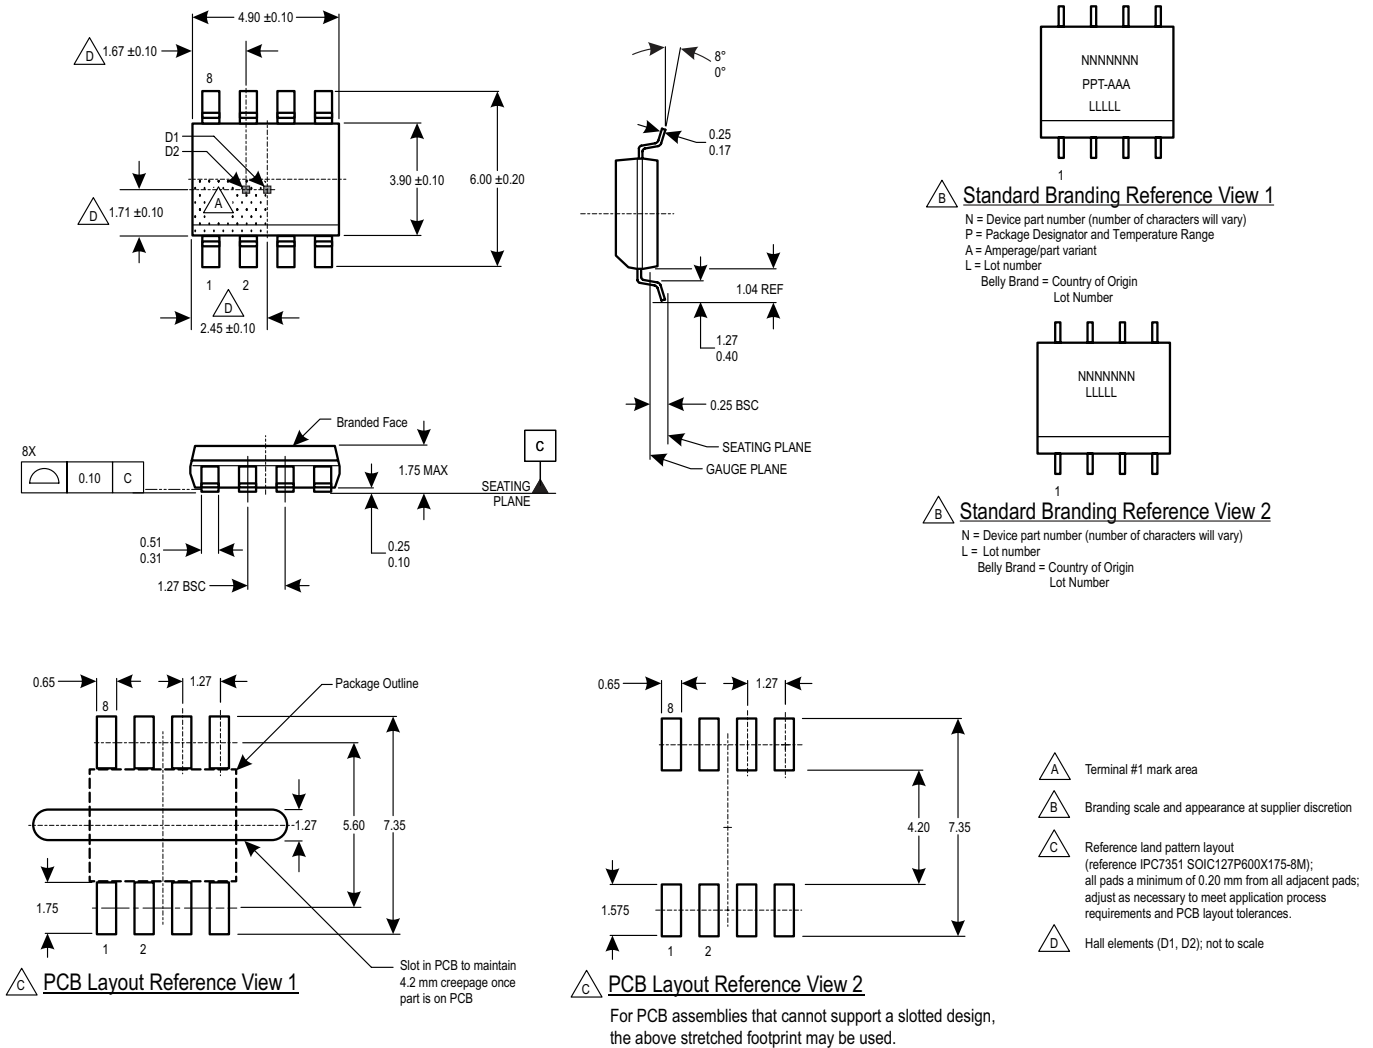 4.90 ±0.10
D 1.67 ±0.10
8
D1
D2
D 1.71 ±0.10
A
3.90 ±0.10
6.00 ±0.20
1 2
D
2.45 ±0.10
8°
0°
0.25
0.17
1.04 REF
1.27
0.40
0.25 BSC
SEATING PLANE
GAUGE PLANE
NNNNNNN
PPT-AAA
LLLLL
1
B Standard Branding Reference View 1
N = Device part number (number of characters will vary)
P = Package Designator and Temperature Range
A = Amperage/part variant
L = Lot number
Belly Brand = Country of Origin
Lot Number
NNNNNNN
LLLLL
1
B Standard Branding Reference View 2
N = Device part number (number of characters will vary)
L = Lot number
Belly Brand = Country of Origin
Lot Number
Branded Face
8X
0.10 C
1.75 MAX
C
SEATING
PLANE
0.51
0.31
0.25
0.10
1.27 BSC
0.65
1.27
Package Outline
8
1.27
5.60
7.35
1.75
1 2
Slot in PCB to maintain
4.2 mm creepage once
part is on PCB
C PCB Layout Reference View 1
0.65
1.27
8
4.20
7.35
1.575
1 2
C PCB Layout Reference View 2
For PCB assemblies that cannot support a slotted design,
the above stretched footprint may be used.
A Terminal #1 mark area
B Branding scale and appearance at supplier discretion
C Reference land pattern layout
(reference IPC7351 SOIC127P600X175-8M);
all pads a minimum of 0.20 mm from all adjacent pads;
adjust as necessary to meet application process
requirements and PCB layout tolerances.
D Hall elements (D1, D2); not to scale